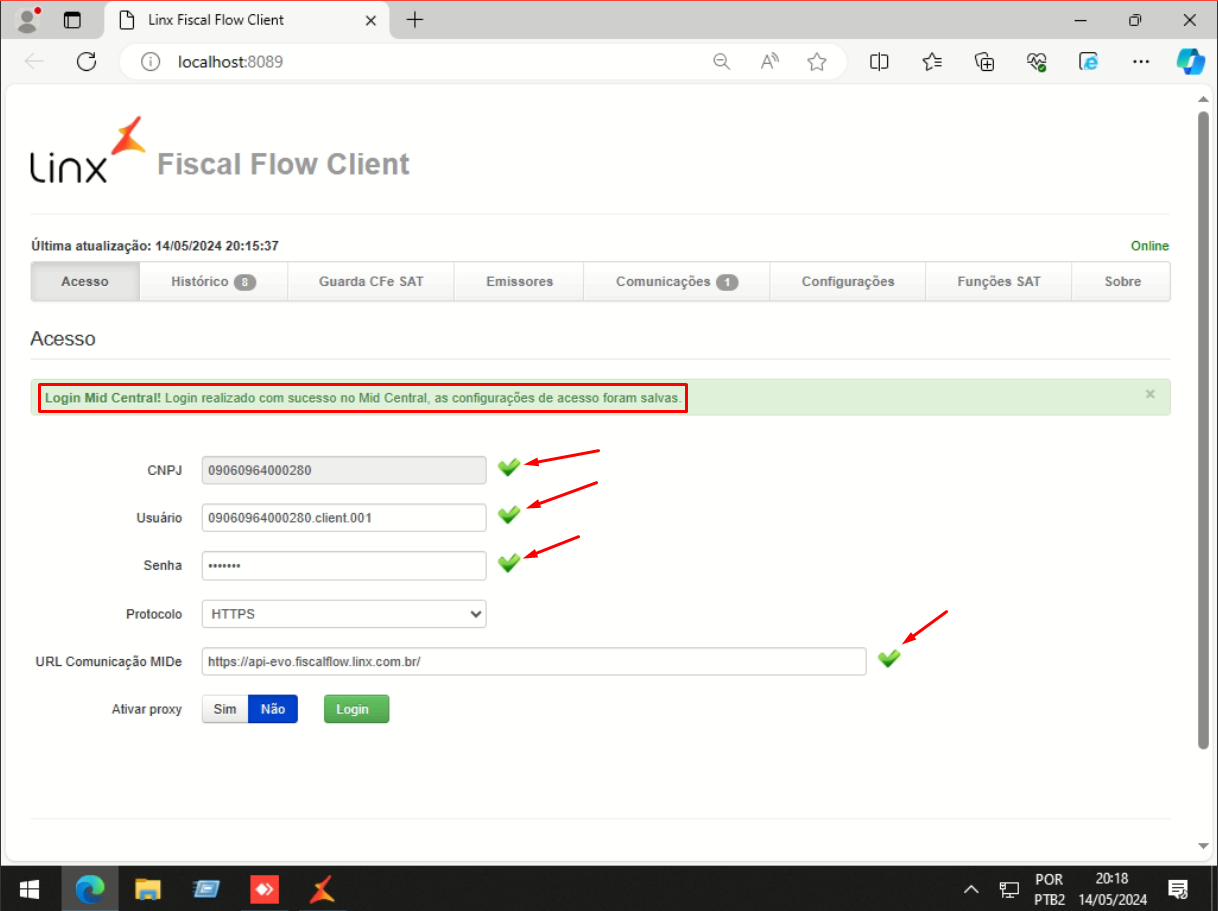 Linx Fiscal Flow Client
localhost:8089
Linx Fiscal Flow Client
Última atualização: 14/05/2024 20:15:37
Online
Acesso
Histórico 8
Guarda CFe SAT
Emissores
Comunicações 1
Configurações
Funções SAT
Sobre
Acesso
Login Mid Central! Login realizado com sucesso no Mid Central, as configurações de acesso foram salvas.
×
CNPJ 09060964000280
Usuário 09060964000280.client.001
Senha •••••••
Protocolo HTTPS
URL Comunicação MIDe https://api-evo.fiscalflow.linx.com.br/
Ativar proxy Sim Não Login
POR 20:18
PTB2 14/05/2024